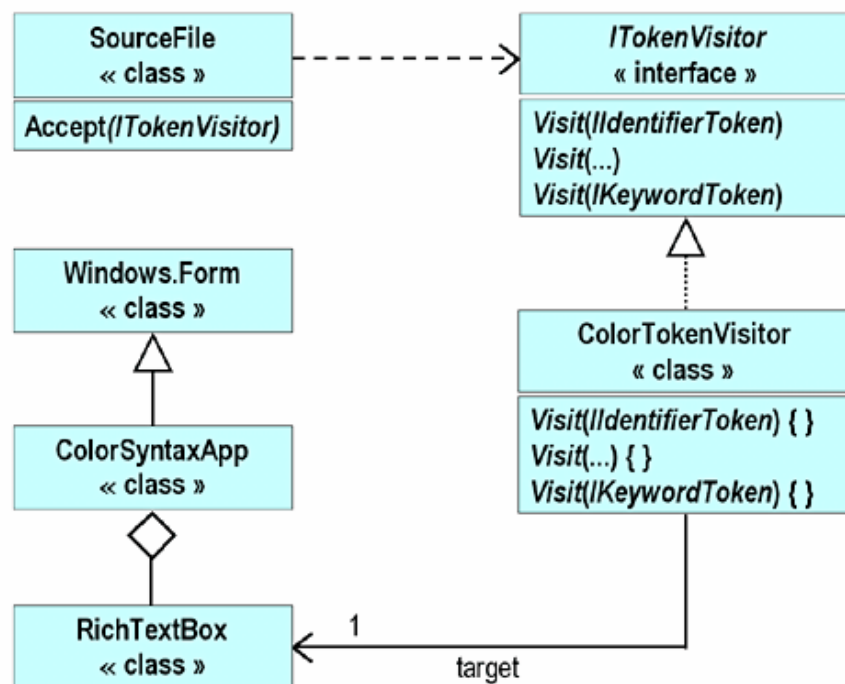 SourceFile
« class »
Accept(ITokenVisitor)
ITokenVisitor
« interface »
Visit(IIdentifierToken)
Visit(...)
Visit(IKeywordToken)
Windows.Form
« class »
ColorTokenVisitor
« class »
Visit(IIdentifierToken) { }
Visit(...) { }
Visit(IKeywordToken) { }
ColorSyntaxApp
« class »
RichTextBox
« class »
1
target